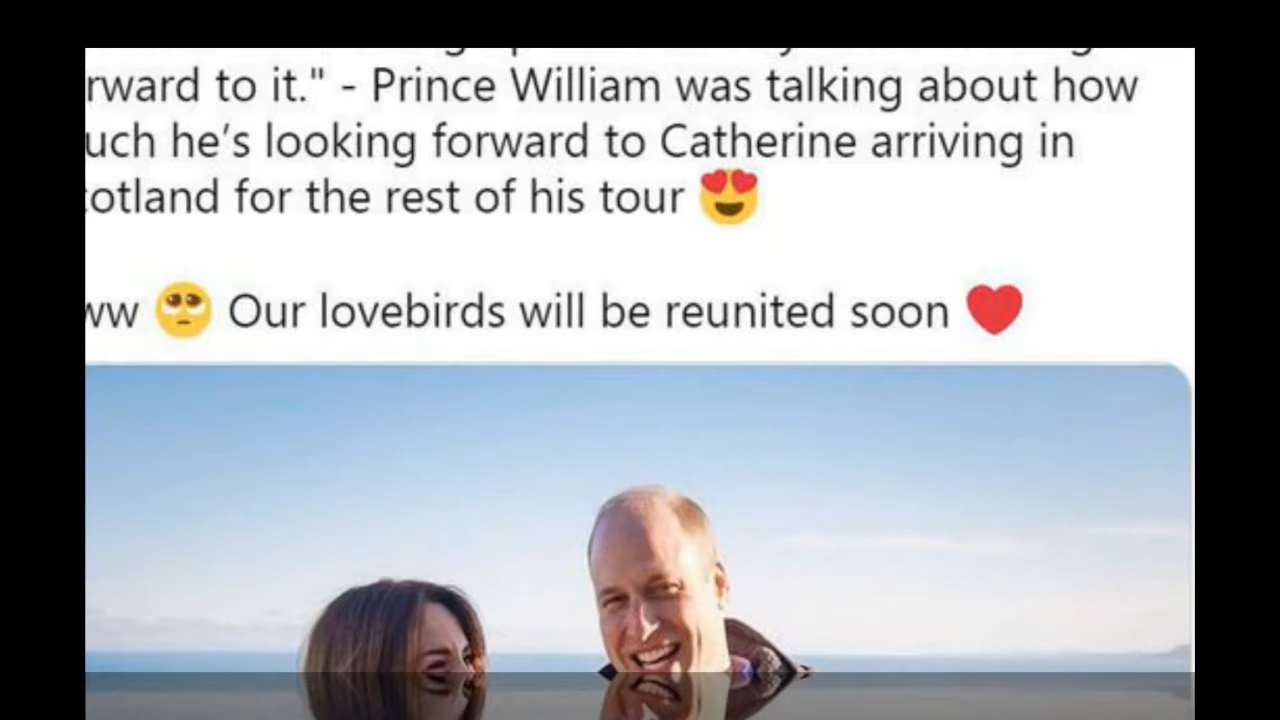 rward to it." - Prince William was talking about how
uch he’s looking forward to Catherine arriving in
cotland for the rest of his tour 😍
ww 🥺 Our lovebirds will be reunited soon ❤️